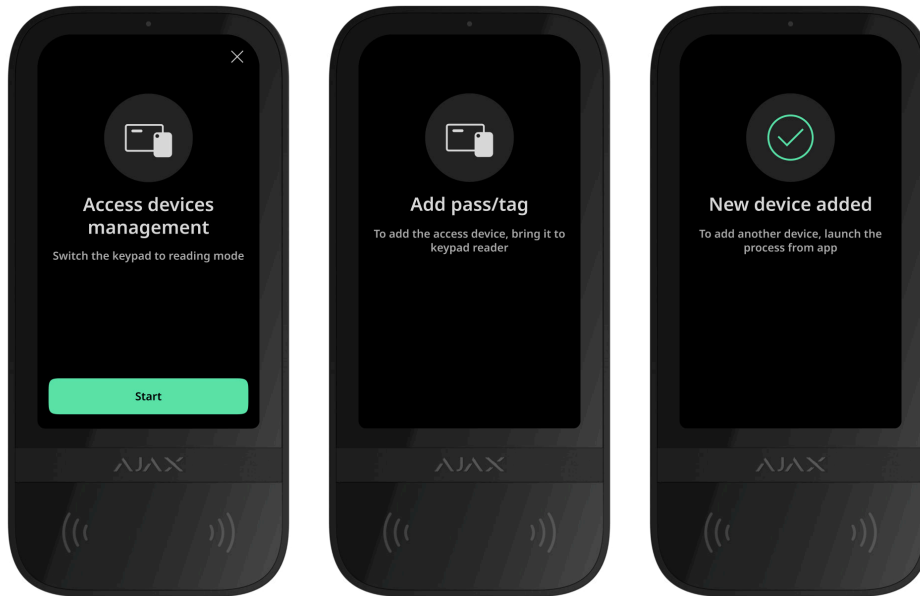 Access devices
management
Switch the keypad to reading mode
Start
AJAX
Add pass/tag
To add the access device, bring it to
keypad reader
AJAX
New device added
To add another device, launch the
process from app
AJAX